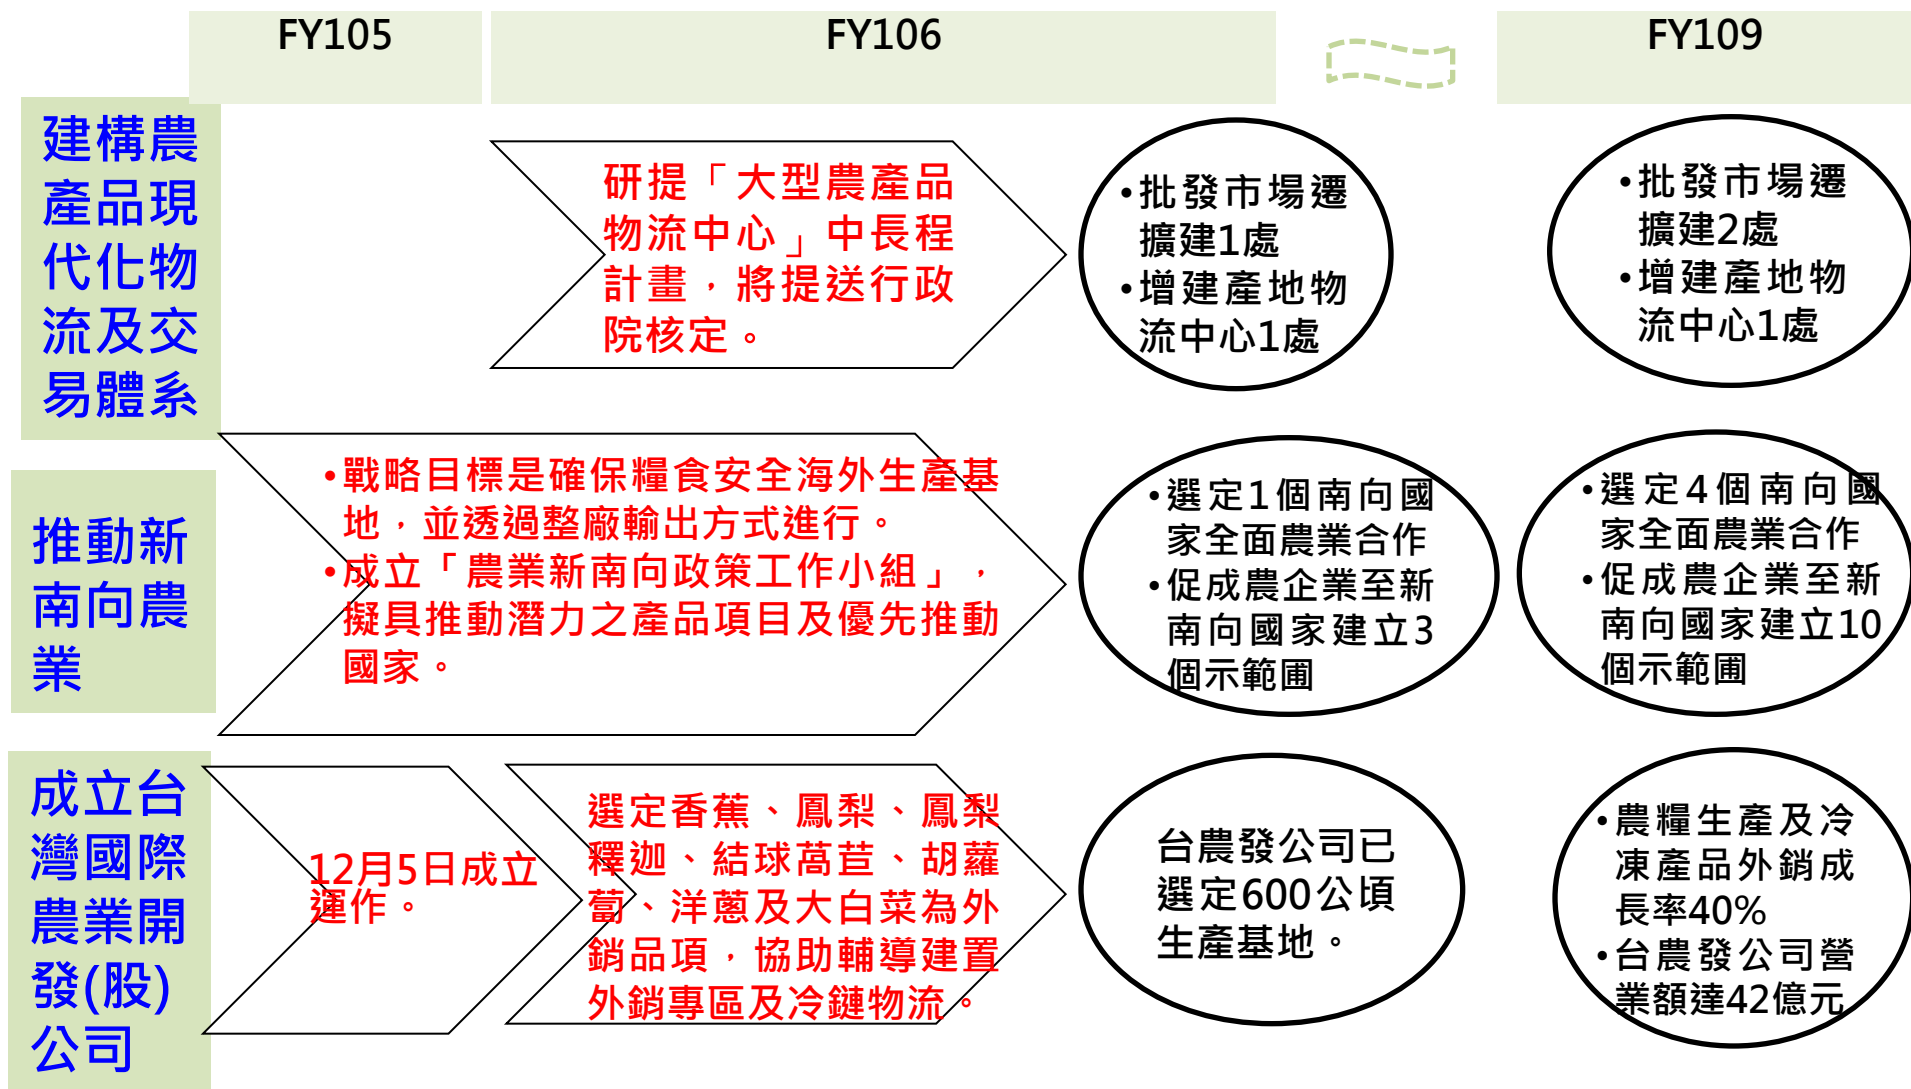 FY105
FY106
FY109
建構農
產品現
代化物
流及交
易體系
研提「大型農產品
物流中心」中長程
計畫，將提送行政
院核定。
•批發市場遷
擴建1處
•增建產地物
流中心1處
•批發市場遷
擴建2處
•增建產地物
流中心1處
推動新
南向農
業
•戰略目標是確保糧食安全海外生產基
地，並透過整廠輸出方式進行。
•成立「農業新南向政策工作小組」，
擬具推動潛力之產品項目及優先推動
國家。
•選定1個南向國
家全面農業合作
•促成農企業至新
南向國家建立3
個示範圃
•選定4個南向國
家全面農業合作
•促成農企業至新
南向國家建立10
個示範圃
成立台
灣國際
農業開
發(股)
公司
12月5日成立
運作。
選定香蕉、鳳梨、鳳梨
釋迦、結球萵苣、胡蘿
蔔、洋蔥及大白菜為外
銷品項，協助輔導建置
外銷專區及冷鏈物流。
台農發公司已
選定600公頃
生產基地。
•農糧生產及冷
凍產品外銷成
長率40%
•台農發公司營
業額達42億元